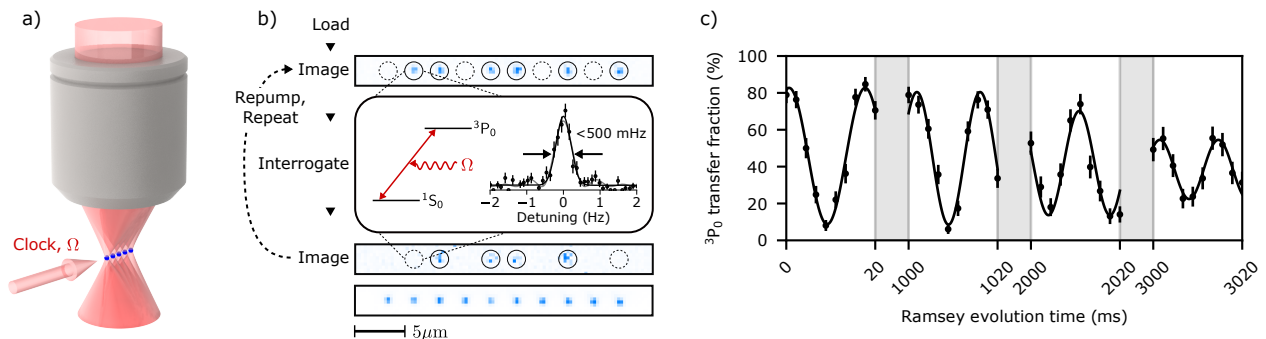 a)
Clock, Ω
b)
Load
Image
Repump,
Repeat
Interrogate
³P₀
Ω
¹S₀
<500 mHz
−2 −1 0 1 2
Detuning (Hz)
Image
5μm
c)
³P₀ transfer fraction (%)
100
80
60
40
20
0
0 20 1000 1020 2000 2020 3000 3020
Ramsey evolution time (ms)